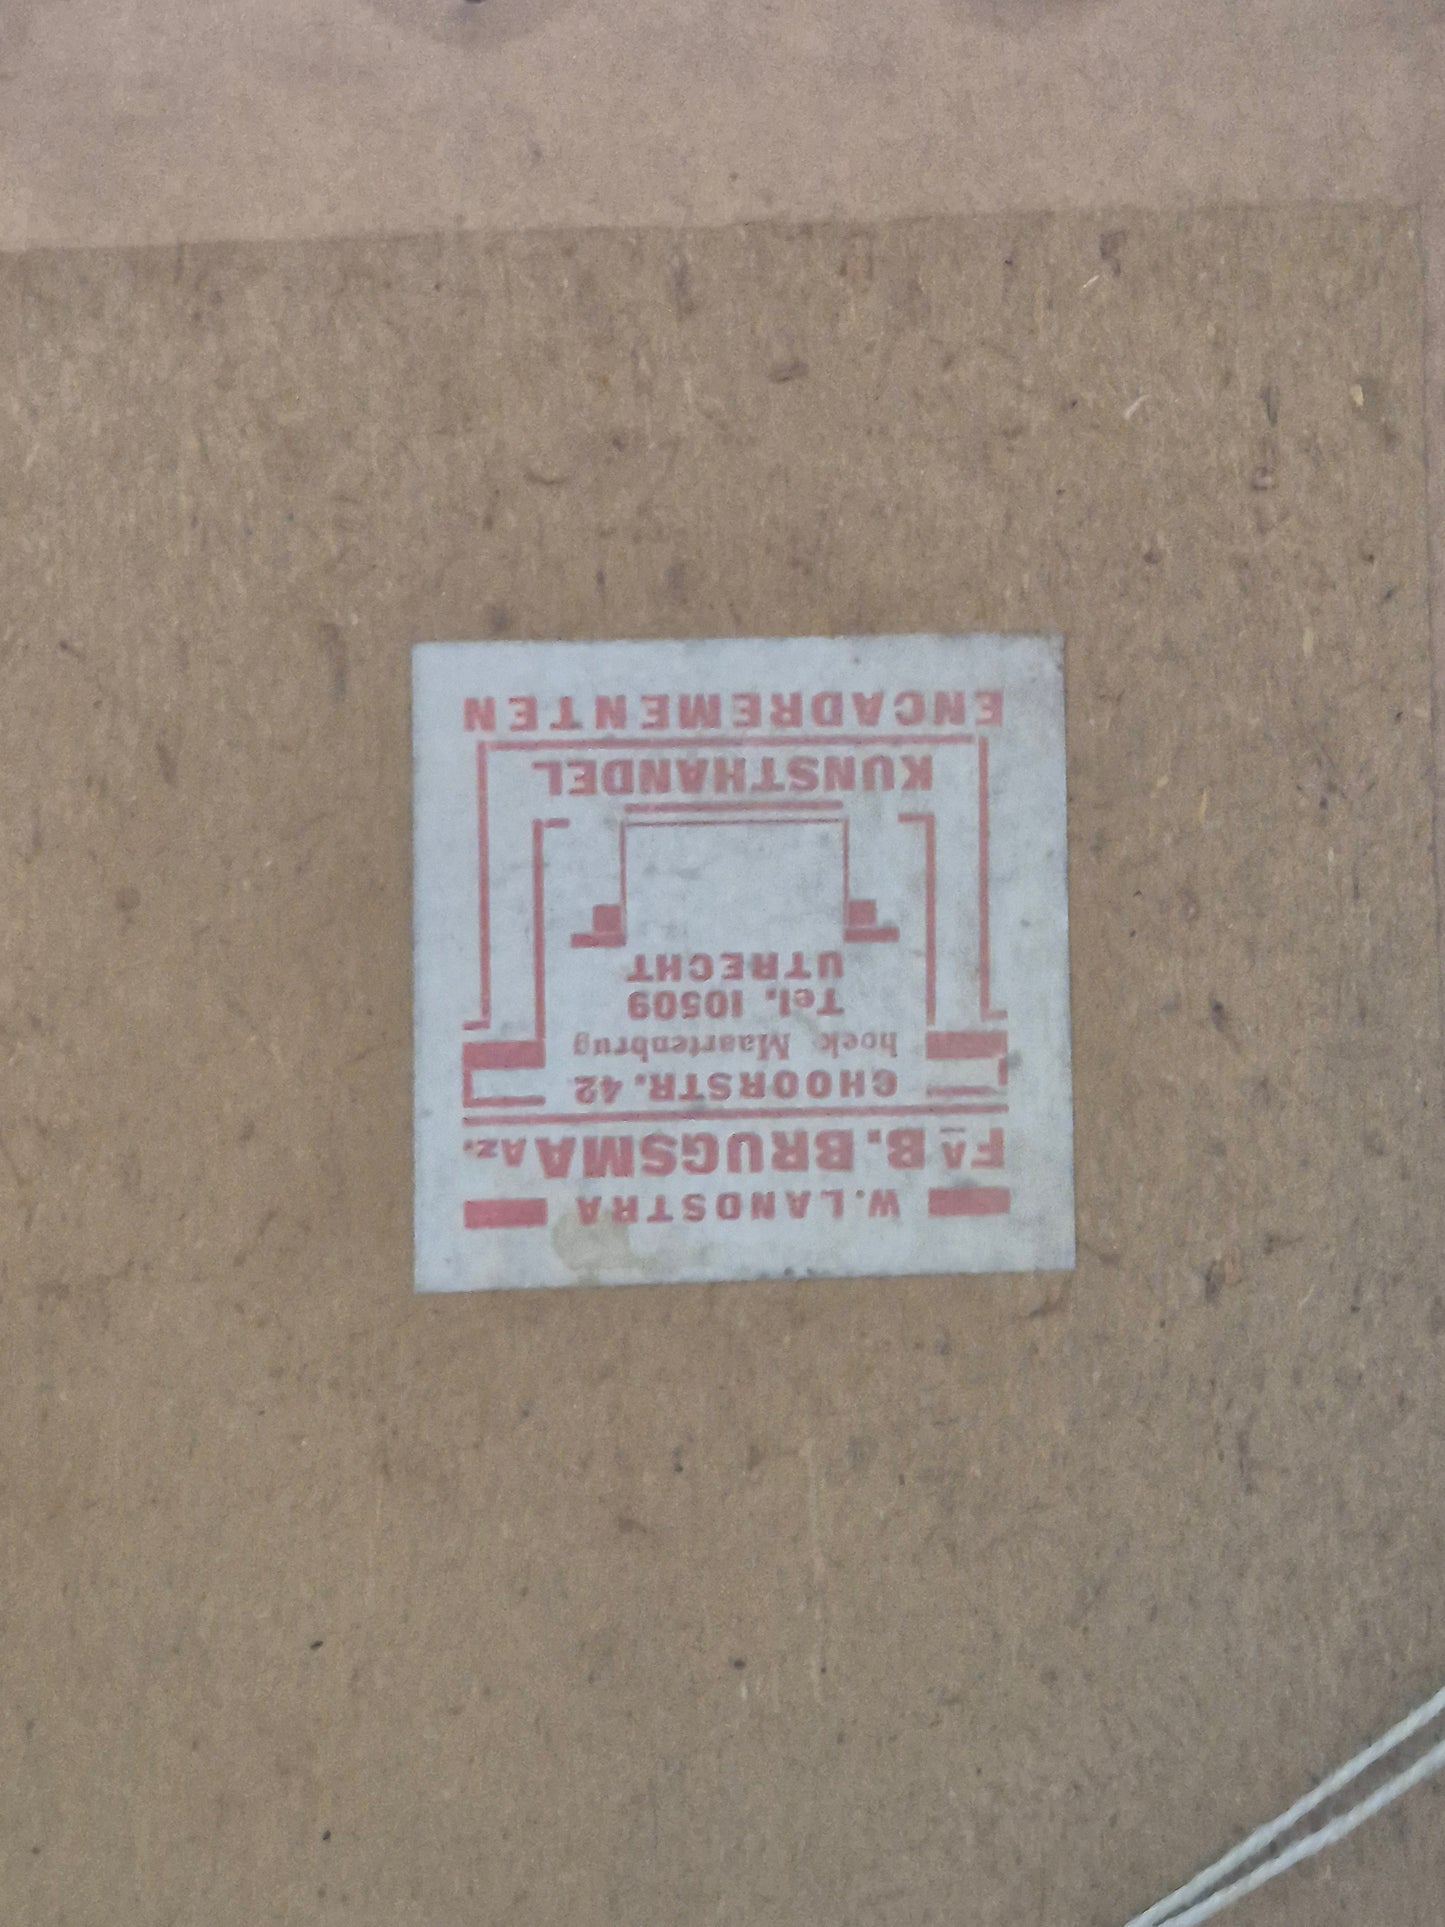 W. LANDSTRA
FA B. BRUGSMA Az.
CHOORSTR. 42
hoek Maartenbrug
Tel. 10509
UTRECHT
KUNSTHANDEL
ENCADREMENTEN